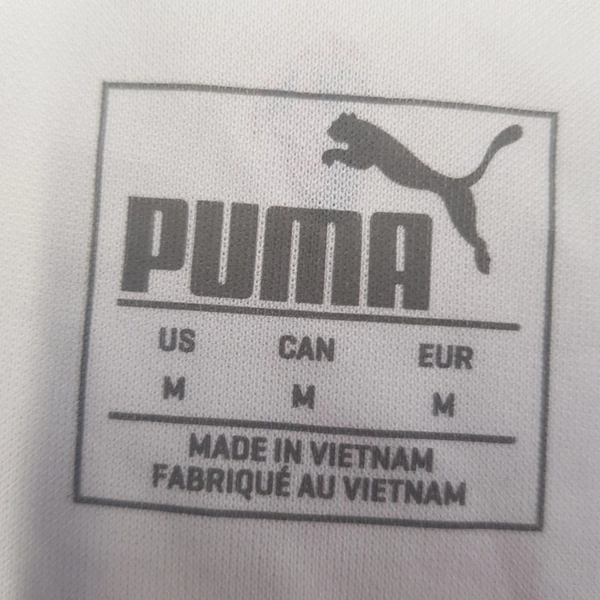 PUMA
US CAN EUR
M M M
MADE IN VIETNAM
FABRIQUÉ AU VIETNAM